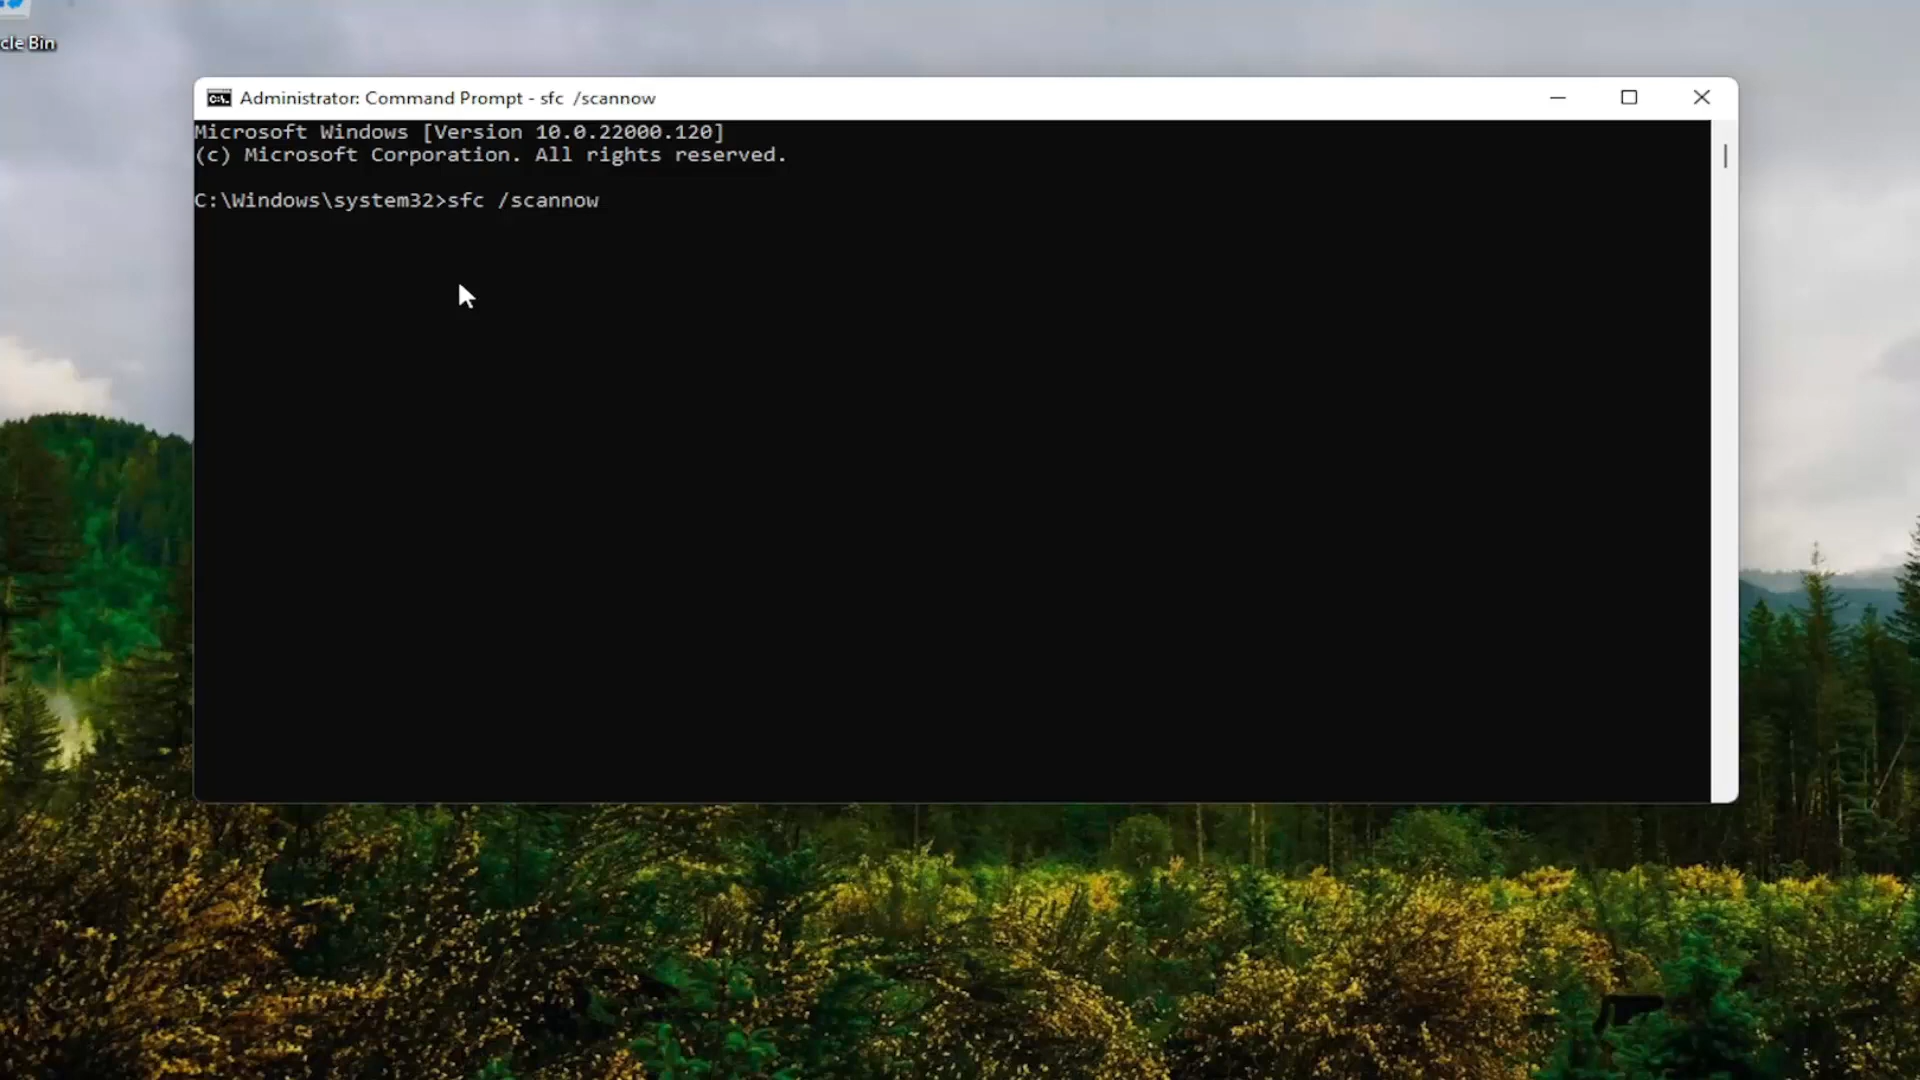 cle Bin
Administrator: Command Prompt - sfc  /scannow
Microsoft Windows [Version 10.0.22000.120]
(c) Microsoft Corporation. All rights reserved.
C:\Windows\system32>sfc /scannow